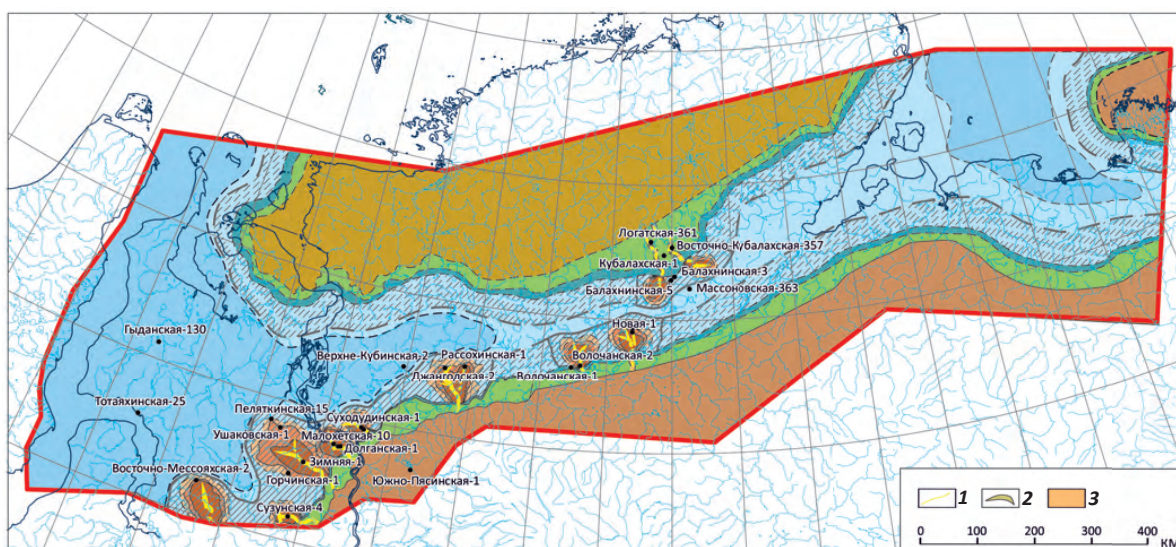 Логатская-361
Восточно-Кубалахская-357
Кубалахская-1
Балахнинская-3
Балахнинская-5
Массоновская-363
Гыданская-130
Новая-1
Верхне-Кубинская-2
Рассохинская-1
Волочанская-2
Джангодская-2
Волочанская-1
Тотаяхинская-25
Пеляткинская-15
Суходудинская-1
Ушаковская-1
Малохетская-10
Долганская-1
Зимняя-1
Восточно-Мессояхская-2
Горчинская-1
Южно-Пясинская-1
Сузунская-4
1 2 3
0 100 200 300 400
КМ